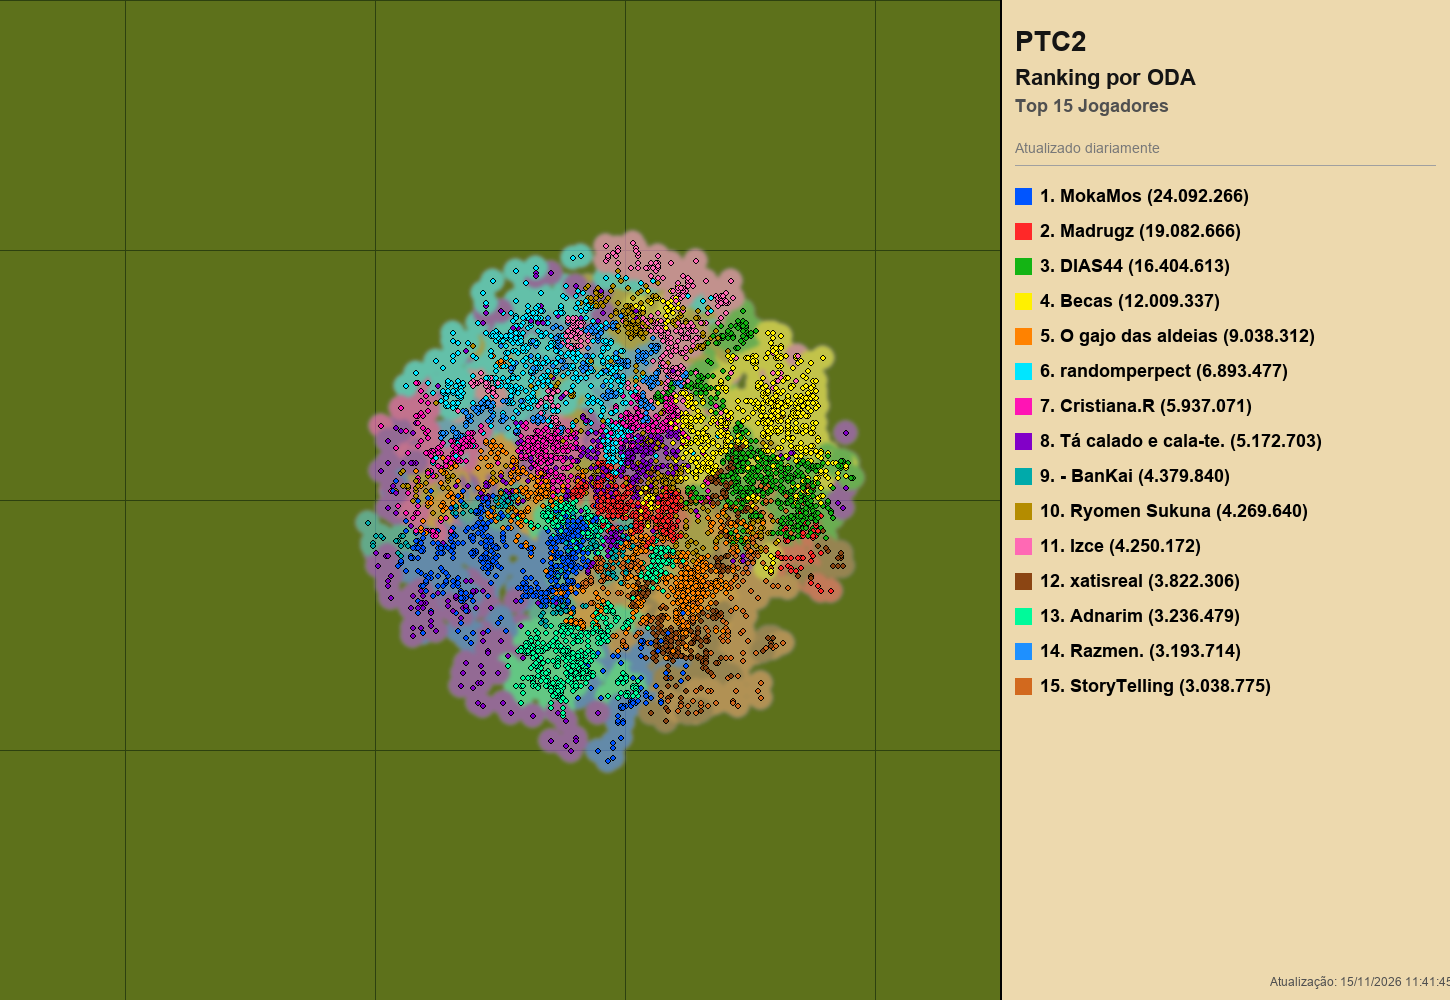 PTC2
Ranking por ODA
Top 15 Jogadores
Atualizado diariamente
1. MokaMos (24.092.266)
2. Madrugz (19.082.666)
3. DIAS44 (16.404.613)
4. Becas (12.009.337)
5. O gajo das aldeias (9.038.312)
6. randomperpect (6.893.477)
7. Cristiana.R (5.937.071)
8. Tá calado e cala-te. (5.172.703)
9. - BanKai (4.379.840)
10. Ryomen Sukuna (4.269.640)
11. Izce (4.250.172)
12. xatisreal (3.822.306)
13. Adnarim (3.236.479)
14. Razmen. (3.193.714)
15. StoryTelling (3.038.775)
Atualização: 15/11/2026 11:41:45